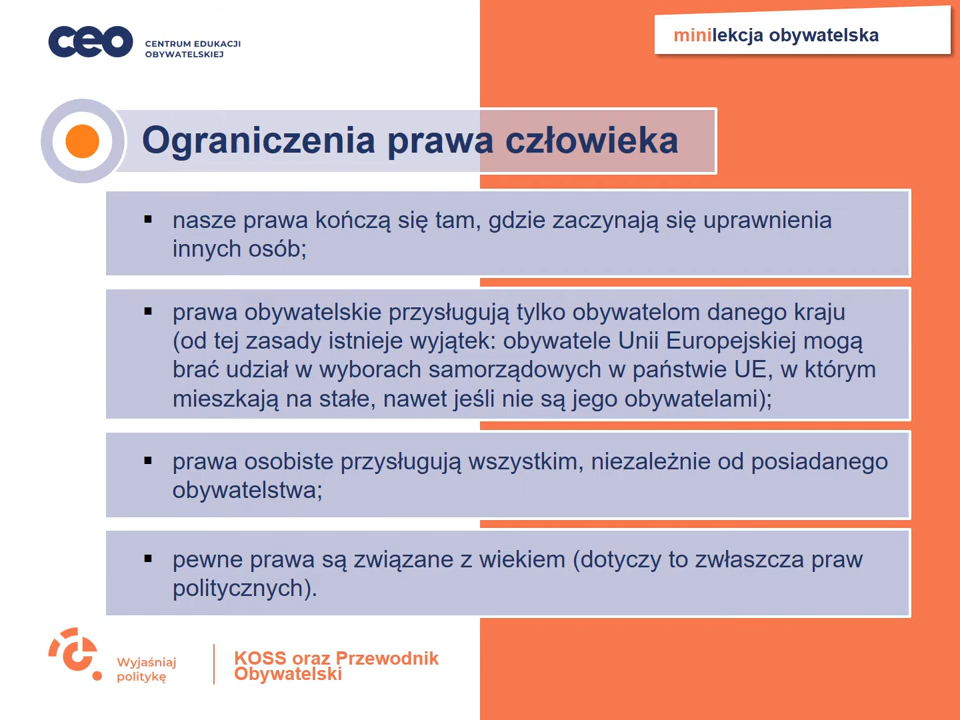 ceo CENTRUM EDUKACJI
OBYWATELSKIEJ
minilekcja obywatelska
Ograniczenia prawa człowieka
▪ nasze prawa kończą się tam, gdzie zaczynają się uprawnienia
innych osób;
▪ prawa obywatelskie przysługują tylko obywatelom danego kraju
(od tej zasady istnieje wyjątek: obywatele Unii Europejskiej mogą
brać udział w wyborach samorządowych w państwie UE, w którym
mieszkają na stałe, nawet jeśli nie są jego obywatelami);
▪ prawa osobiste przysługują wszystkim, niezależnie od posiadanego
obywatelstwa;
▪ pewne prawa są związane z wiekiem (dotyczy to zwłaszcza praw
politycznych).
Wyjaśniaj
politykę
KOSS oraz Przewodnik
Obywatelski